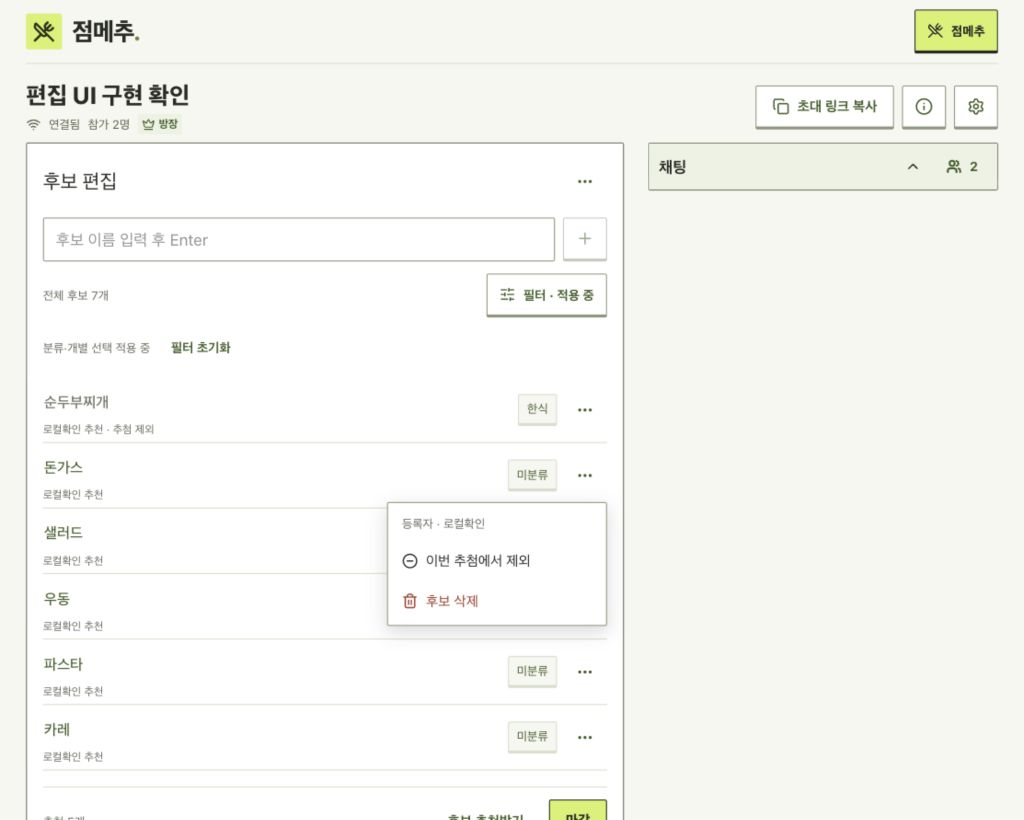 점메추.
점메추
편집 UI 구현 확인
연결됨 참가 2명 방장
초대 링크 복사
후보 편집
채팅
2
후보 이름 입력 후 Enter
전체 후보 7개
필터 · 적용 중
분류·개별 선택 적용 중 필터 초기화
순두부찌개
로컬확인 추천 · 추첨 제외
한식
돈가스
로컬확인 추천
미분류
등록자 · 로컬확인
이번 추첨에서 제외
후보 삭제
샐러드
로컬확인 추천
우동
로컬확인 추천
파스타
로컬확인 추천
미분류
카레
로컬확인 추천
미분류
후보 추천받기
마감